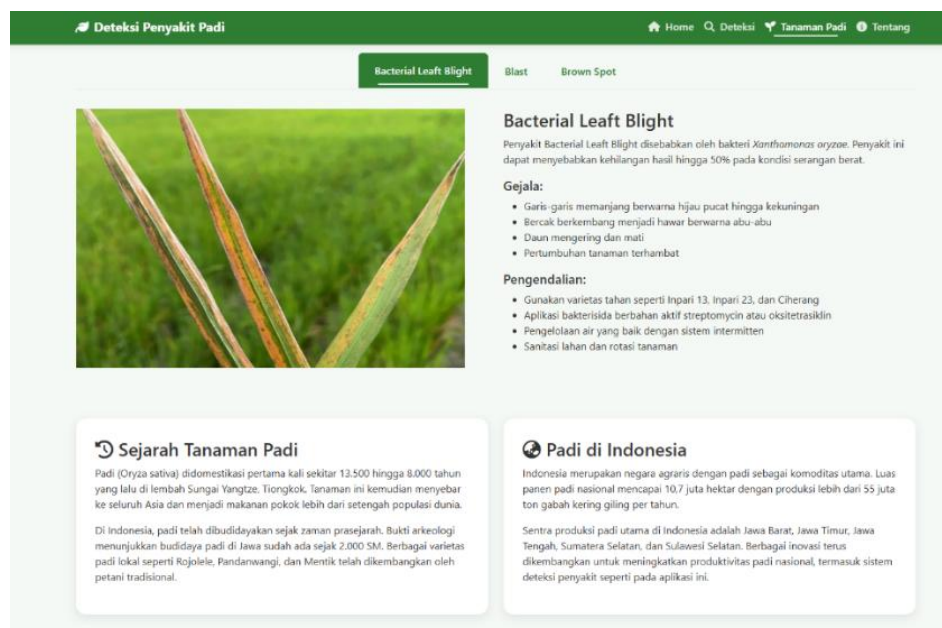 Deteksi Penyakit Padi
Home Deteksi Tanaman Padi Tentang
Bacterial Leaft Blight Blast Brown Spot
Bacterial Leaft Blight
Penyakit Bacterial Leaft Blight disebabkan oleh bakteri Xanthomonas oryzae. Penyakit ini
dapat menyebabkan kehilangan hasil hingga 50% pada kondisi serangan berat.
Gejala:
• Garis-garis memanjang berwarna hijau pucat hingga kekuningan
• Bercak berkembang menjadi hawar berwarna abu-abu
• Daun mengering dan mati
• Pertumbuhan tanaman terhambat
Pengendalian:
• Gunakan varietas tahan seperti Inpari 13, Inpari 23, dan Ciherang
• Aplikasi bakterisida berbahan aktif streptomycin atau oksitetrasiklin
• Pengelolaan air yang baik dengan sistem intermitten
• Sanitasi lahan dan rotasi tanaman
Sejarah Tanaman Padi
Padi (Oryza sativa) didomestikasi pertama kali sekitar 13.500 hingga 8.000 tahun
yang lalu di lembah Sungai Yangtze, Tiongkok. Tanaman ini kemudian menyebar
ke seluruh Asia dan menjadi makanan pokok lebih dari setengah populasi dunia.
Di Indonesia, padi telah dibudidayakan sejak zaman prasejarah. Bukti arkeologi
menunjukkan budidaya padi di Jawa sudah ada sejak 2.000 SM. Berbagai varietas
padi lokal seperti Rojolele, Pandanwangi, dan Mentik telah dikembangkan oleh
petani tradisional.
Padi di Indonesia
Indonesia merupakan negara agraris dengan padi sebagai komoditas utama. Luas
panen padi nasional mencapai 10,7 juta hektar dengan produksi lebih dari 55 juta
ton gabah kering giling per tahun.
Sentra produksi padi utama di Indonesia adalah Jawa Barat, Jawa Timur, Jawa
Tengah, Sumatera Selatan, dan Sulawesi Selatan. Berbagai inovasi terus
dikembangkan untuk meningkatkan produktivitas padi nasional, termasuk sistem
deteksi penyakit seperti pada aplikasi ini.